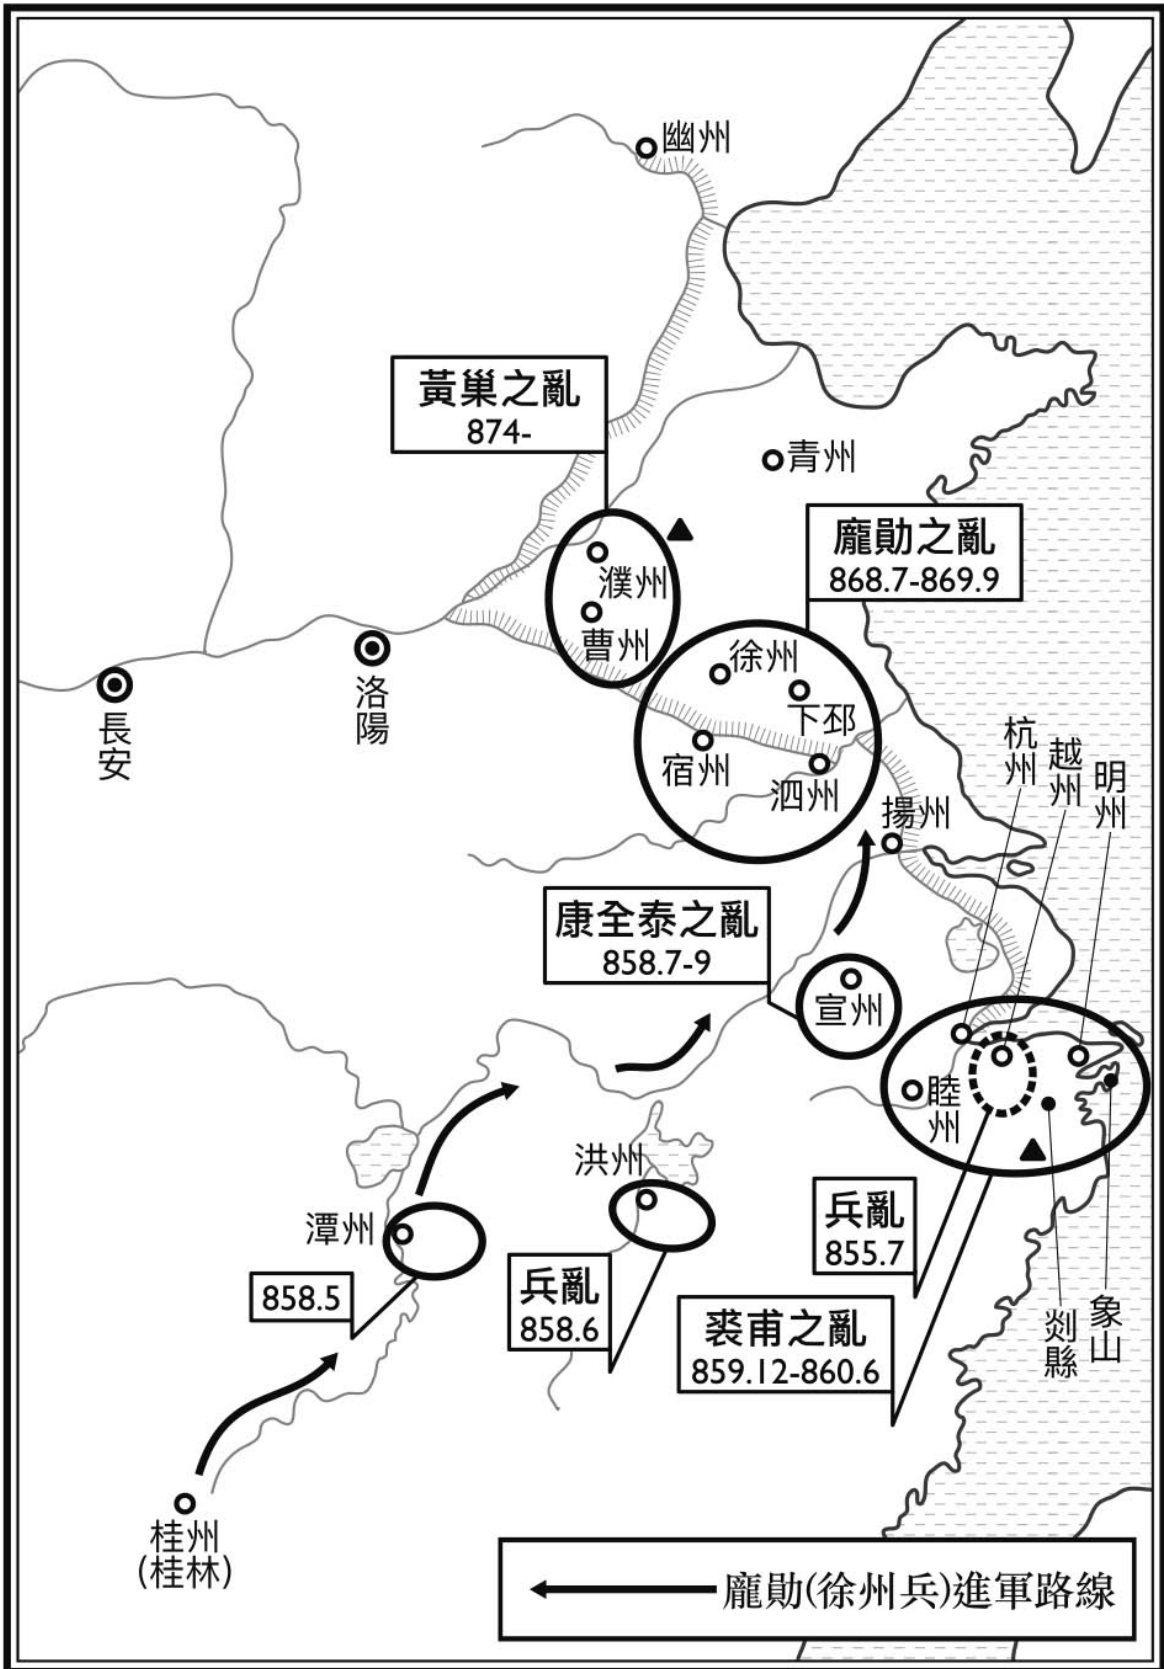 幽州
黃巢之亂
874-
青州
龐勛之亂
868.7-869.9
濮州
曹州
徐州
下邳
洛陽
長安
宿州
泗州
杭州
越州
明州
揚州
康全泰之亂
858.7-9
宣州
睦州
洪州
潭州
兵亂
855.7
858.5
兵亂
858.6
裘甫之亂
859.12-860.6
剡縣
象山
桂州
(桂林)
龐勛(徐州兵)進軍路線